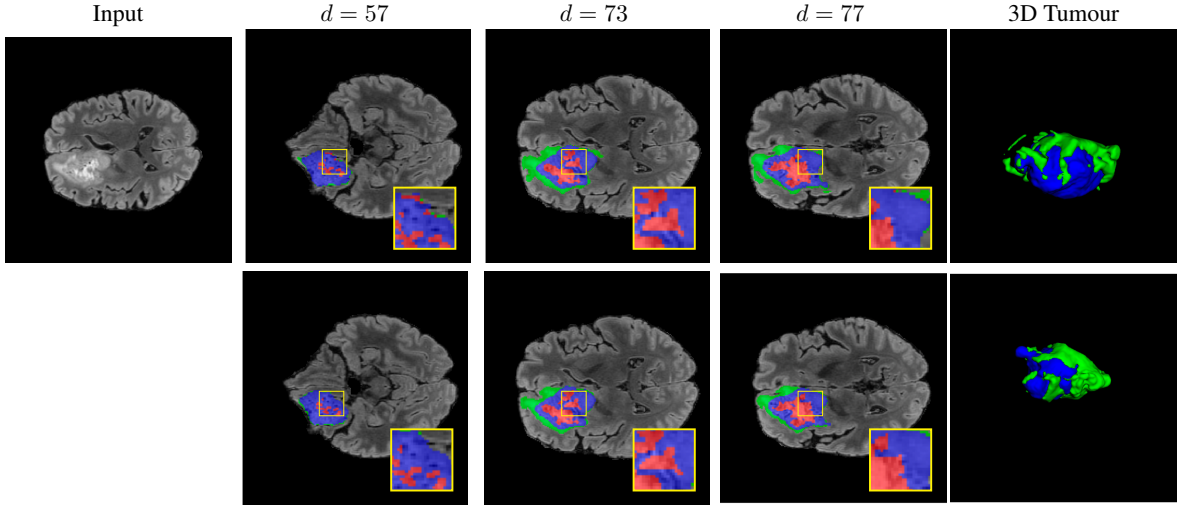 Input d = 57 d = 73 d = 77 3D Tumour